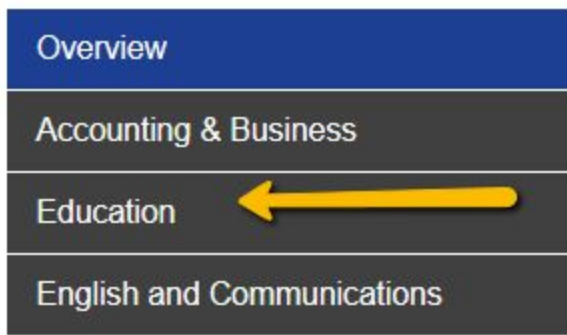 Overview
Accounting & Business
Education
English and Communications